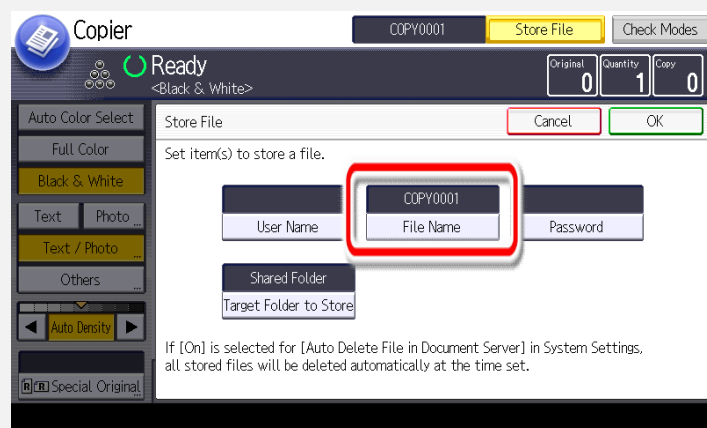 Copier
COPY0001
Store File
Check Modes
Ready
<Black & White>
Original
0
Quantity
1
Copy
0
Auto Color Select
Full Color
Black & White
Text
Photo
Text / Photo
Others
Auto Density
R R Special Original
Store File
Cancel
OK
Set item(s) to store a file.
User Name
COPY0001
File Name
Password
Shared Folder
Target Folder to Store
If [On] is selected for [Auto Delete File in Document Server] in System Settings,
all stored files will be deleted automatically at the time set.